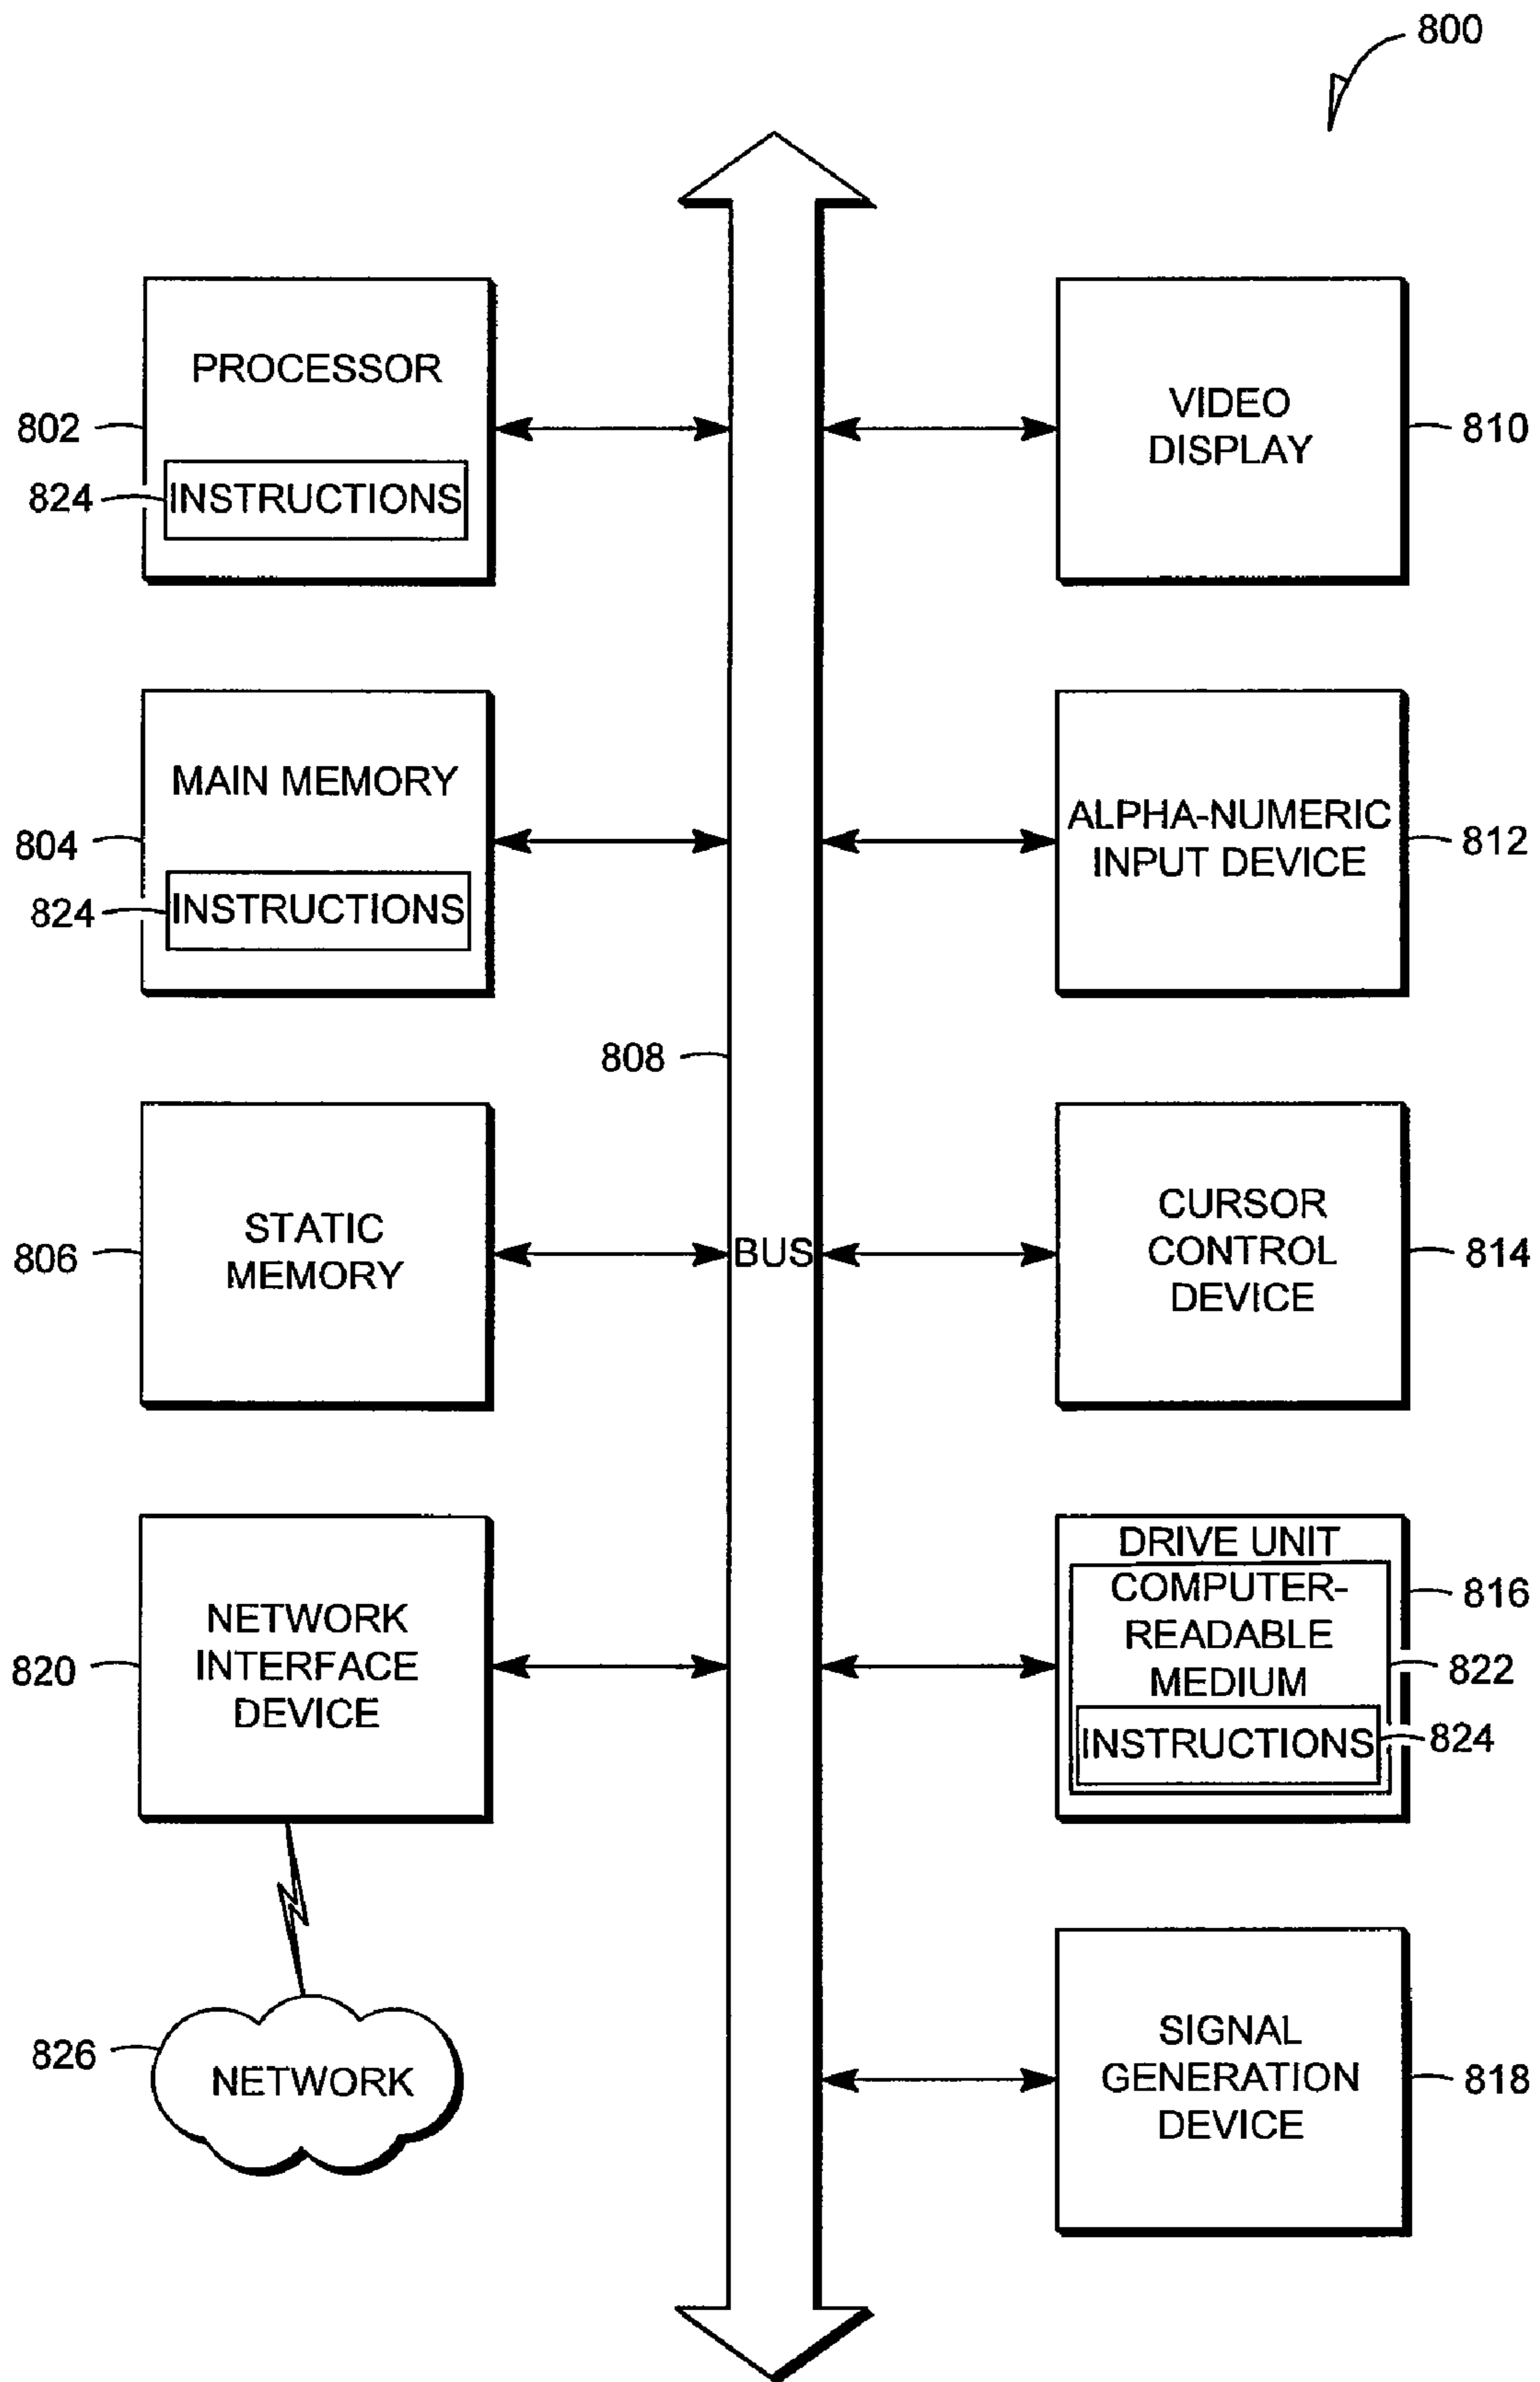 800
PROCESSOR
802
824
INSTRUCTIONS
VIDEO
DISPLAY
810
MAIN MEMORY
804
824
INSTRUCTIONS
ALPHA-NUMERIC
INPUT DEVICE
812
808
STATIC
MEMORY
806
BUS
CURSOR
CONTROL
DEVICE
814
NETWORK
INTERFACE
DEVICE
820
DRIVE UNIT
COMPUTER-
READABLE
MEDIUM
INSTRUCTIONS
816
822
824
826
NETWORK
SIGNAL
GENERATION
DEVICE
818